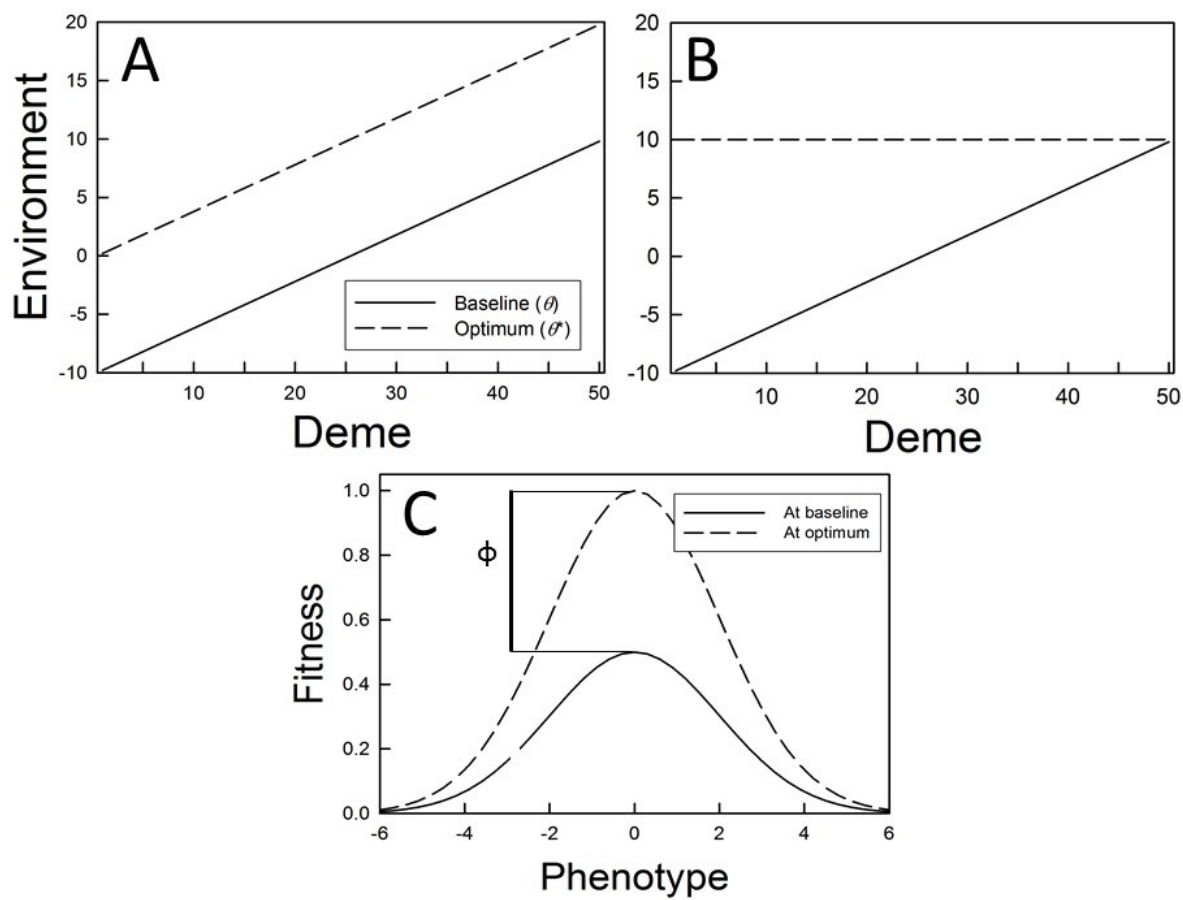 A
Environment
20
15
10
5
0
-5
-10
Baseline (θ)
Optimum (θ*)
10
20
30
40
50
Deme
B
20
15
10
5
0
-5
-10
10
20
30
40
50
Deme
C
Fitness
1.0
0.8
0.6
0.4
0.2
0.0
ϕ
At baseline
At optimum
-6
-4
-2
0
2
4
6
Phenotype